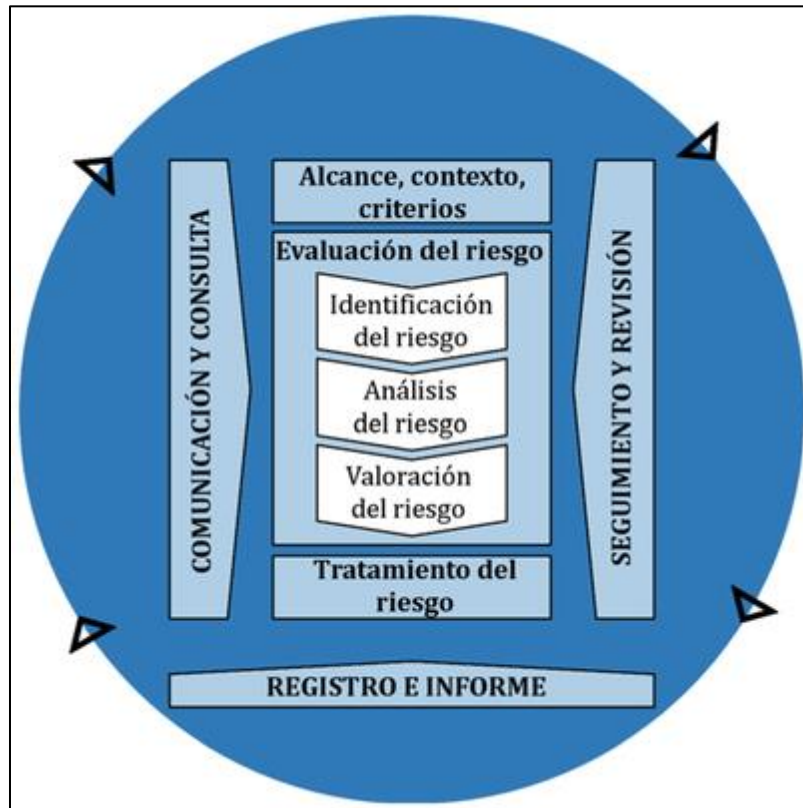 Alcance, contexto,
criterios
Evaluación del riesgo
Identificación
del riesgo
Análisis
del riesgo
Valoración
del riesgo
Tratamiento del
riesgo
COMUNICACIÓN Y CONSULTA
SEGUIMIENTO Y REVISIÓN
REGISTRO E INFORME